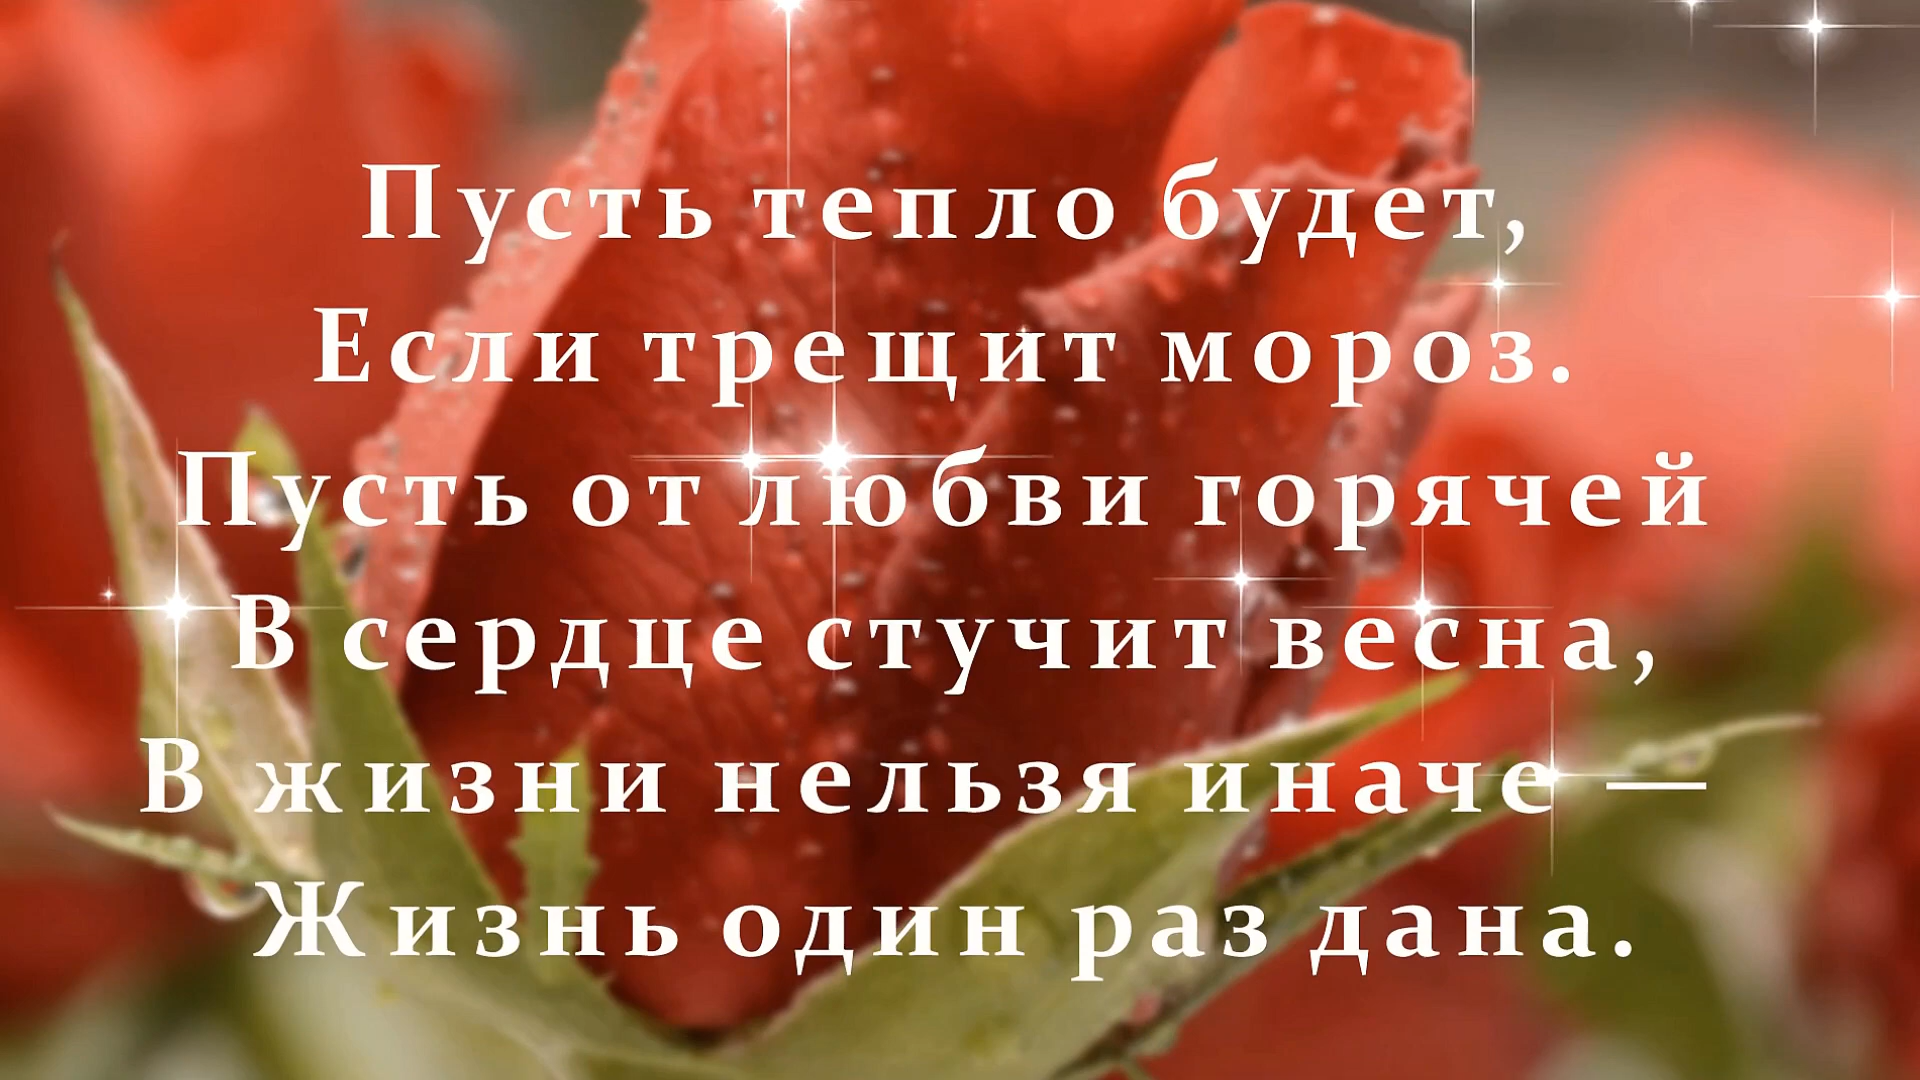 Пусть тепло будет,
Если трещит мороз.
Пусть от любви горячей
В сердце стучит весна,
В жизни нельзя иначе —
Жизнь один раз дана.